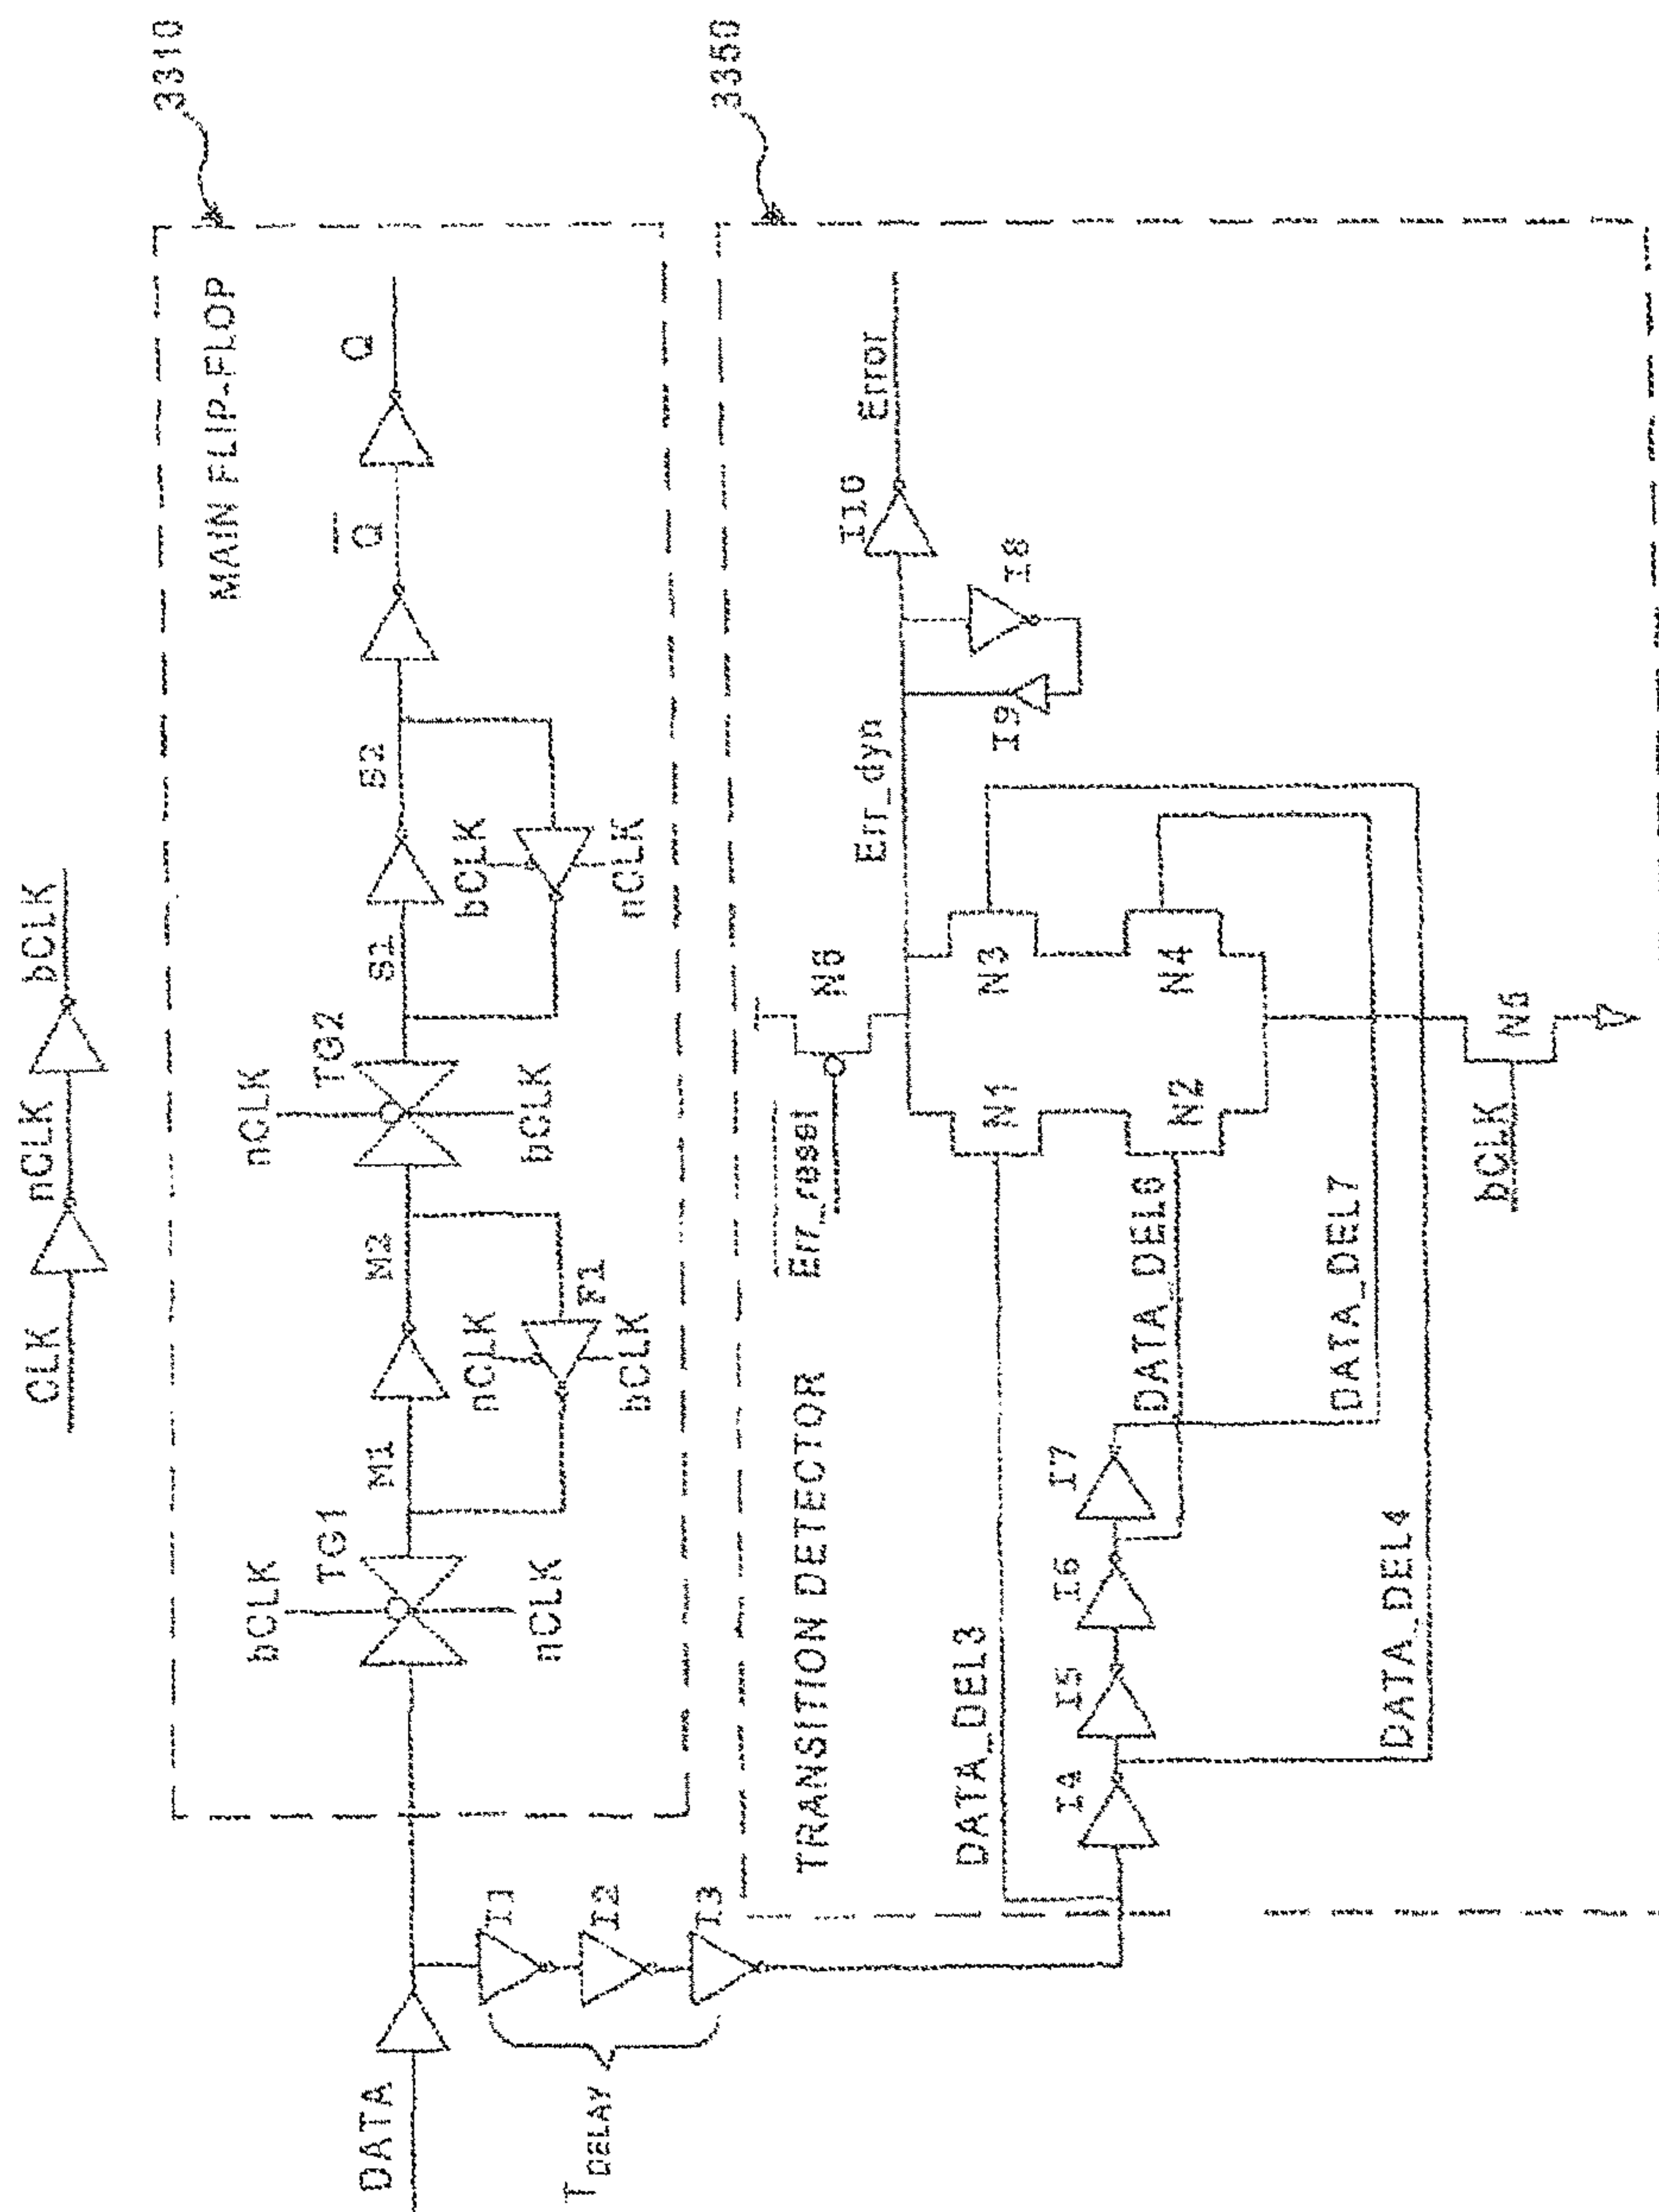 CLK
nCLK
bCLK
3310
MAIN FLIP-FLOP
bCLK
TG1
nCLK
M1
M2
nCLK
F1
bCLK
nCLK
TG2
bCLK
S1
S2
bCLK
nCLK
Q
Q
DATA
I1
I2
I3
T DELAY
3350
TRANSITION DETECTOR
DATA_DEL3
I4
I5
I6
I7
DATA_DEL6
DATA_DEL7
DATA_DEL4
Err_reset
Err_dyn
N1
N2
N3
N4
bCLK
I9
I8
I10
Error